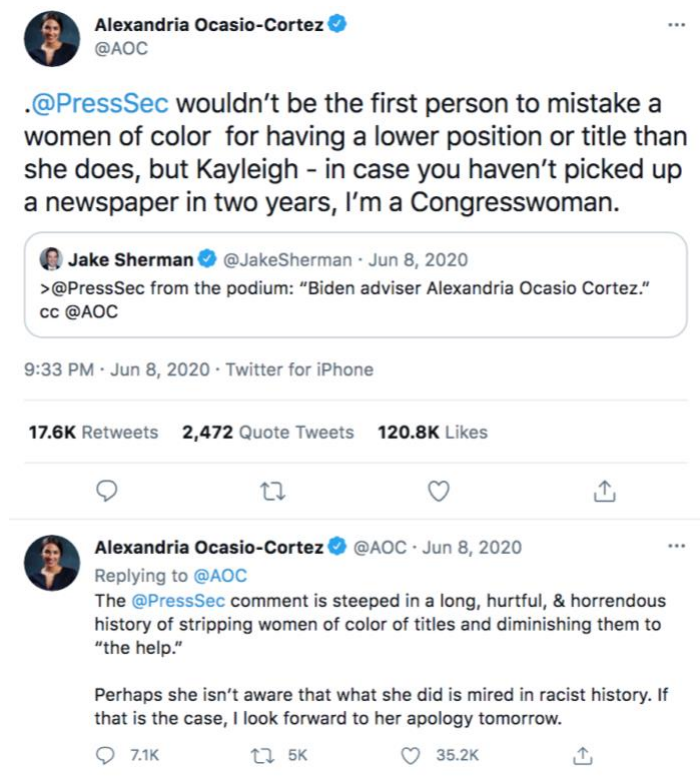 Alexandria Ocasio-Cortez
@AOC
.@PressSec wouldn't be the first person to mistake a
women of color for having a lower position or title than
she does, but Kayleigh - in case you haven't picked up
a newspaper in two years, I'm a Congresswoman.
Jake Sherman @JakeSherman · Jun 8, 2020
>@PressSec from the podium: “Biden adviser Alexandria Ocasio Cortez.”
cc @AOC
9:33 PM · Jun 8, 2020 · Twitter for iPhone
17.6K Retweets 2,472 Quote Tweets 120.8K Likes
Alexandria Ocasio-Cortez @AOC · Jun 8, 2020
Replying to @AOC
The @PressSec comment is steeped in a long, hurtful, & horrendous
history of stripping women of color of titles and diminishing them to
“the help.”
Perhaps she isn't aware that what she did is mired in racist history. If
that is the case, I look forward to her apology tomorrow.
7.1K 5K 35.2K